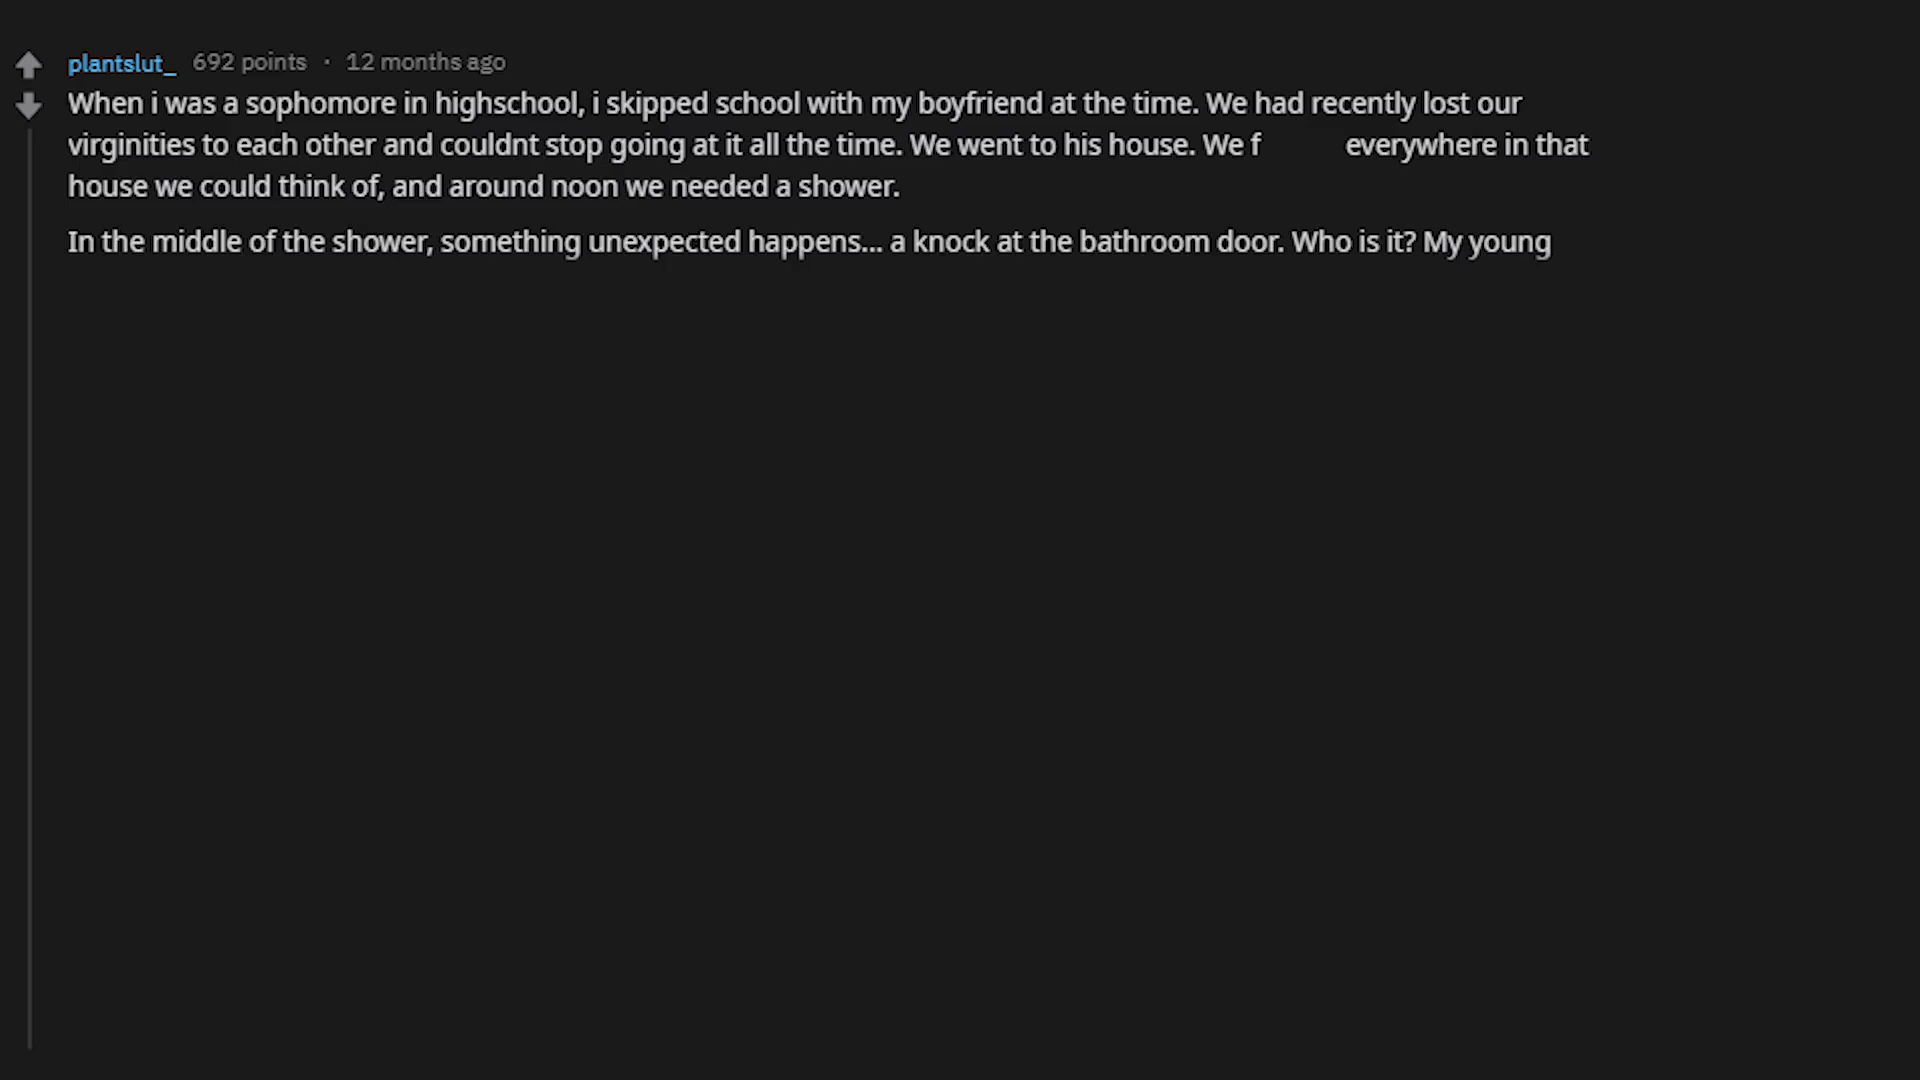 plantslut_ 692 points · 12 months ago
When i was a sophomore in highschool, i skipped school with my boyfriend at the time. We had recently lost our
virginities to each other and couldnt stop going at it all the time. We went to his house. We f everywhere in that
house we could think of, and around noon we needed a shower.
In the middle of the shower, something unexpected happens... a knock at the bathroom door. Who is it? My young